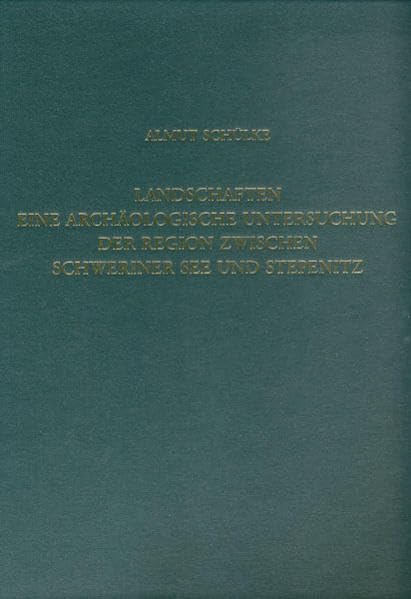 ALMUT SCHÜLKE
LANDSCHAFTEN
EINE ARCHÄOLOGISCHE UNTERSUCHUNG
DER REGION ZWISCHEN
SCHWERINER SEE UND STEPENITZ